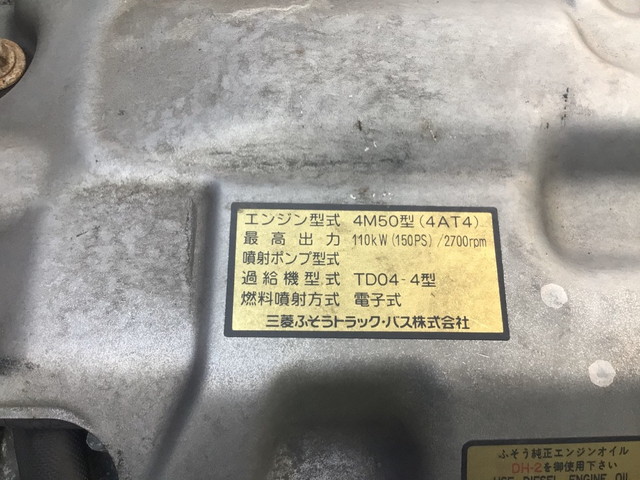 エンジン型式 4M50型(4AT4)
最高出力 110kW(150PS)/2700rpm
噴射ポンプ型式
過給機型式 TD04-4型
燃料噴射方式 電子式
三菱ふそうトラック・バス株式会社
ふそう純正エンジンオイル
DH-2を御使用下さい
USE DIESEL ENGINE OIL